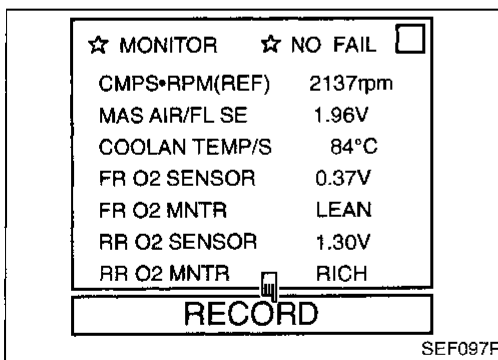 ☆ MONITOR ☆ NO FAIL
CMPS•RPM(REF) 2137rpm
MAS AIR/FL SE 1.96V
COOLAN TEMP/S 84°C
FR O2 SENSOR 0.37V
FR O2 MNTR LEAN
RR O2 SENSOR 1.30V
RR O2 MNTR RICH
RECORD